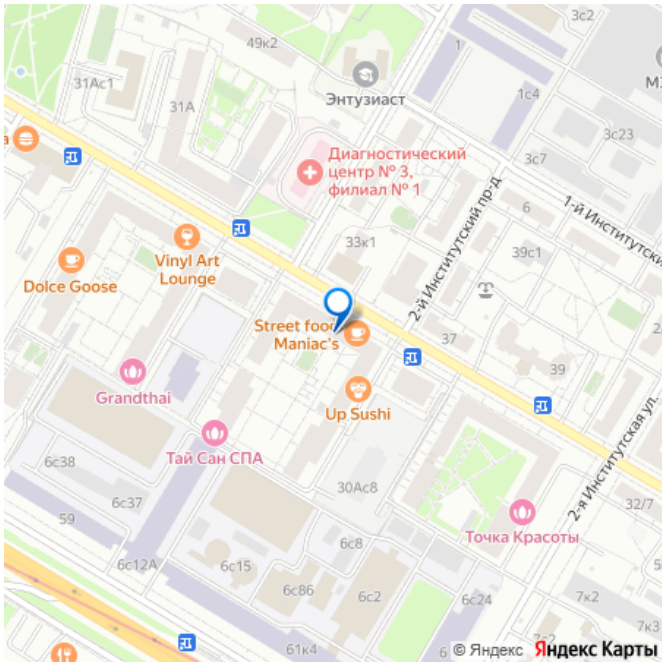 3с2
49к2
1
31Ас1
Энтузиаст
1с4
31А
3с23
Диагностический
центр № 3,
филиал № 1
3с7
6
1-й Институтский
2-й Институтский пр-д
33к1
39с1
Vinyl Art
Lounge
Dolce Goose
Street food
Maniac's
37
39
Grandthai
Up Sushi
Тай Сан СПА
2-я Институтская ул.
6с38
30Ас8
6с37
32/7
59
Точка Красоты
6с8
6с12А
6с15
6с86
6с2
6с24
7к2
7к3
61к4
6
7-2
© Яндекс Яндекс Карты